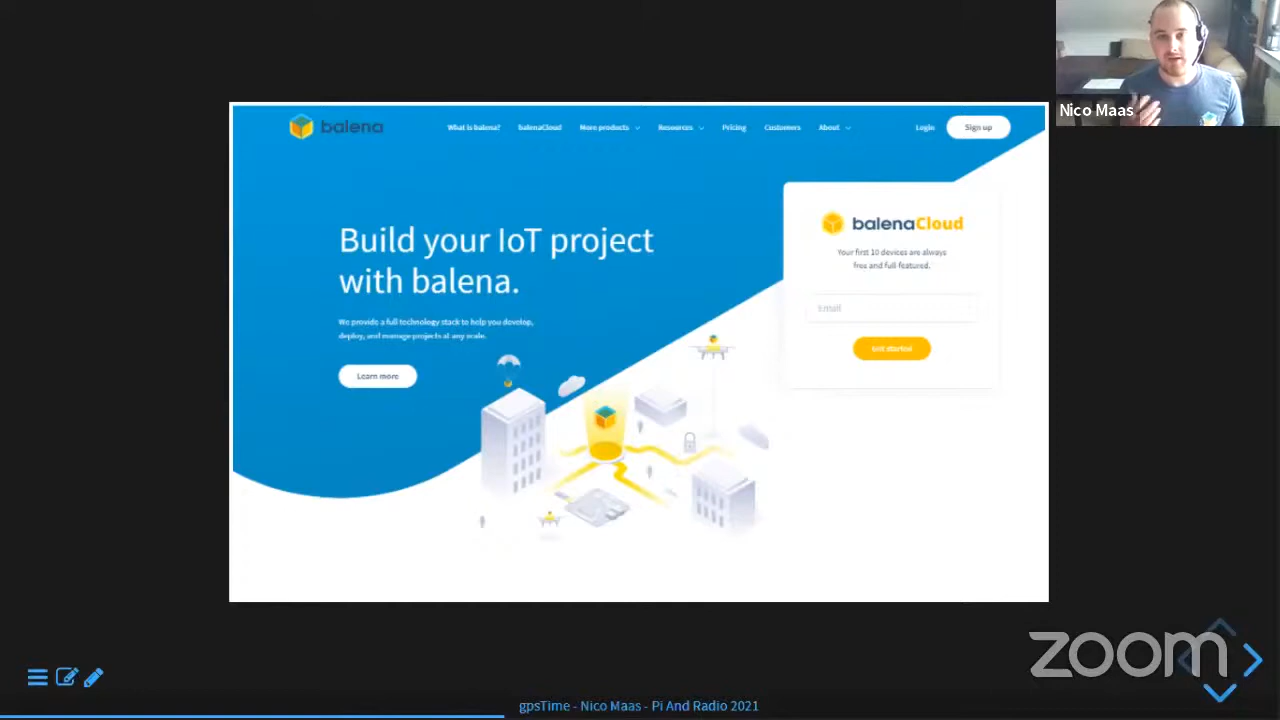 Nico Maas
balena
What is balena? balenaCloud More products Resources Pricing Customers About Login Sign up
Build your IoT project
with balena.
We provide a full technology stack to help you develop,
deploy, and manage projects at any scale.
Learn more
balenaCloud
Your first 10 devices are always
free and full featured.
Email
Get started
zoom
gpsTime - Nico Maas - Pi And Radio 2021